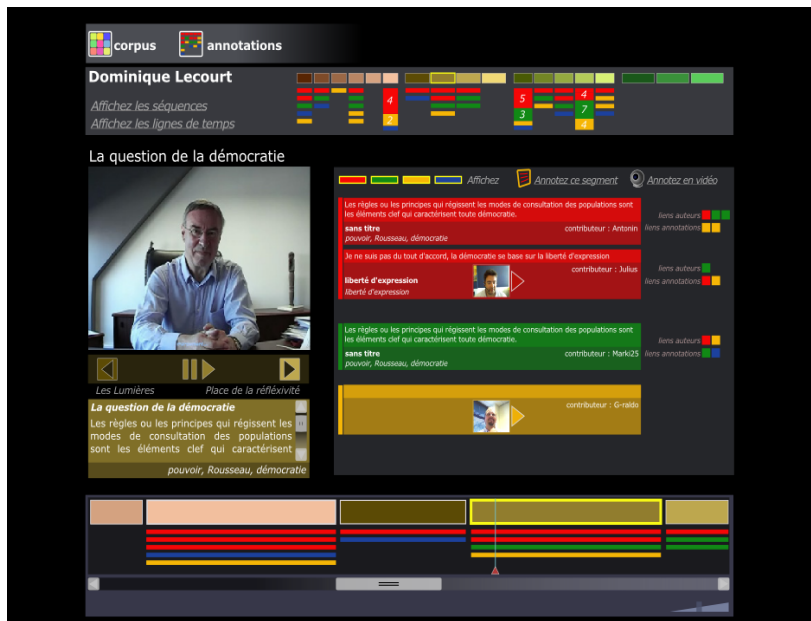 corpus annotations
Dominique Lecourt
Affichez les séquences
Affichez les lignes de temps
4
2
5
3
4
7
4
La question de la démocratie
Affichez Annotez ce segment Annotez en vidéo
Les règles ou les principes qui régissent les modes de consultation des populations sont
les éléments clef qui caractérisent toute démocratie.
sans titre contributeur : Antonin
pouvoir, Rousseau, démocratie
liens auteurs
liens annotations
Je ne suis pas du tout d'accord, la démocratie se base sur la liberté d'expression
contributeur : Julius
liberté d'expression
liberté d'expression
liens auteurs
liens annotations
Les règles ou les principes qui régissent les modes de consultation des populations sont
les éléments clef qui caractérisent toute démocratie.
sans titre contributeur : Marki25
pouvoir, Rousseau, démocratie
liens auteurs
liens annotations
contributeur : G-raldo
Les Lumières Place de la réfléxivité
La question de la démocratie
Les règles ou les principes qui régissent les
modes de consultation des populations
sont les éléments clef qui caractérisent
pouvoir, Rousseau, démocratie